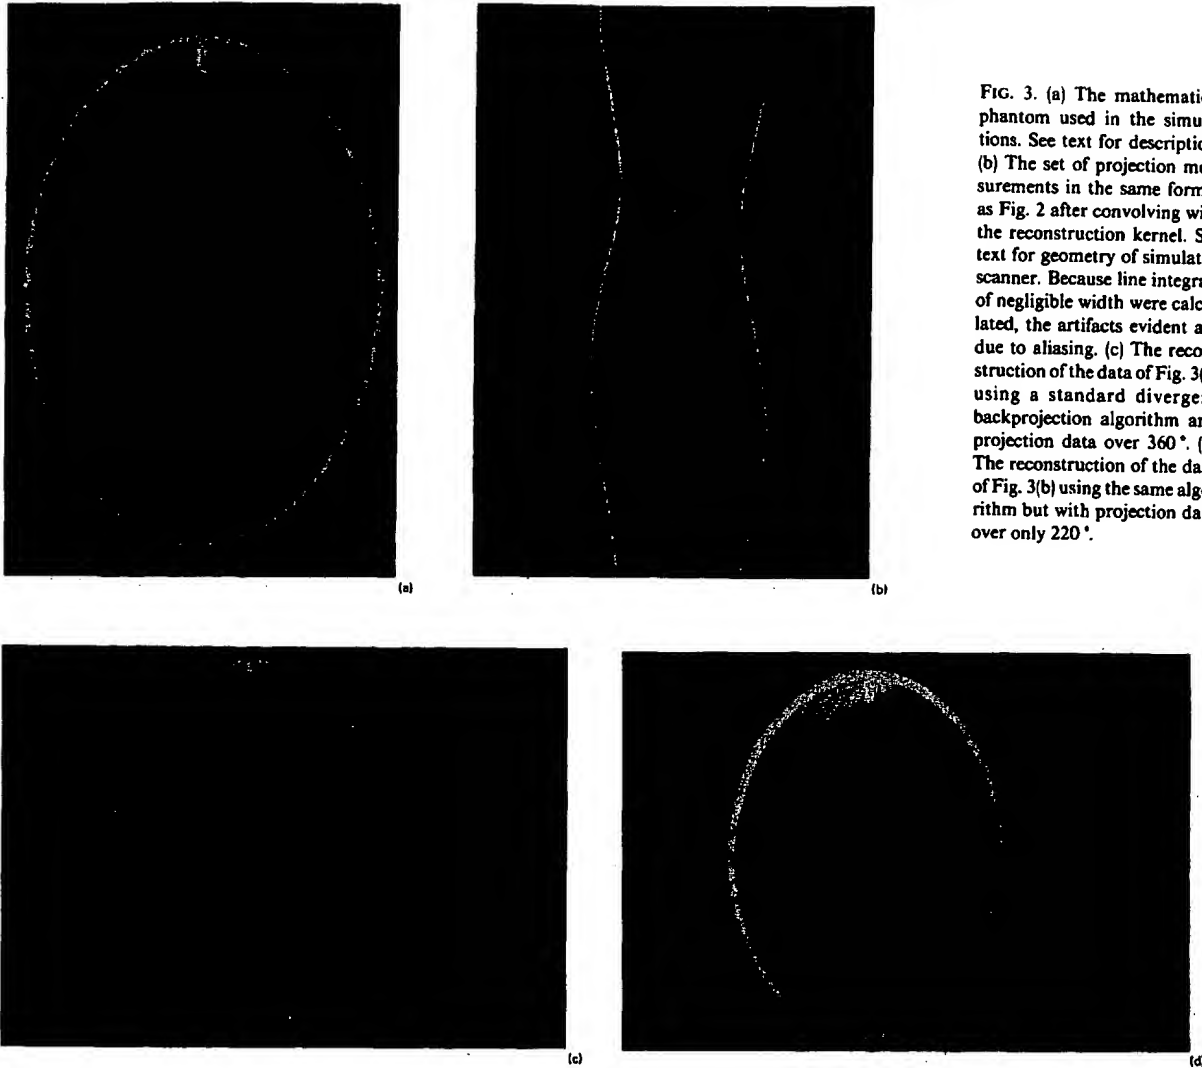 FIG. 3. (a) The mathematic
phantom used in the simu
tions. See text for descriptic
(b) The set of projection me
surements in the same form
as Fig. 2 after convolving wi
the reconstruction kernel. S
text for geometry of simulat
scanner. Because line integra
of negligible width were calc
lated, the artifacts evident a
due to aliasing. (c) The reco
struction of the data of Fig. 3(
using a standard diverge
backprojection algorithm an
projection data over 360°. (
The reconstruction of the da
of Fig. 3(b) using the same alg
rithm but with projection da
over only 220°.
(a)
(b)
(c)
(d